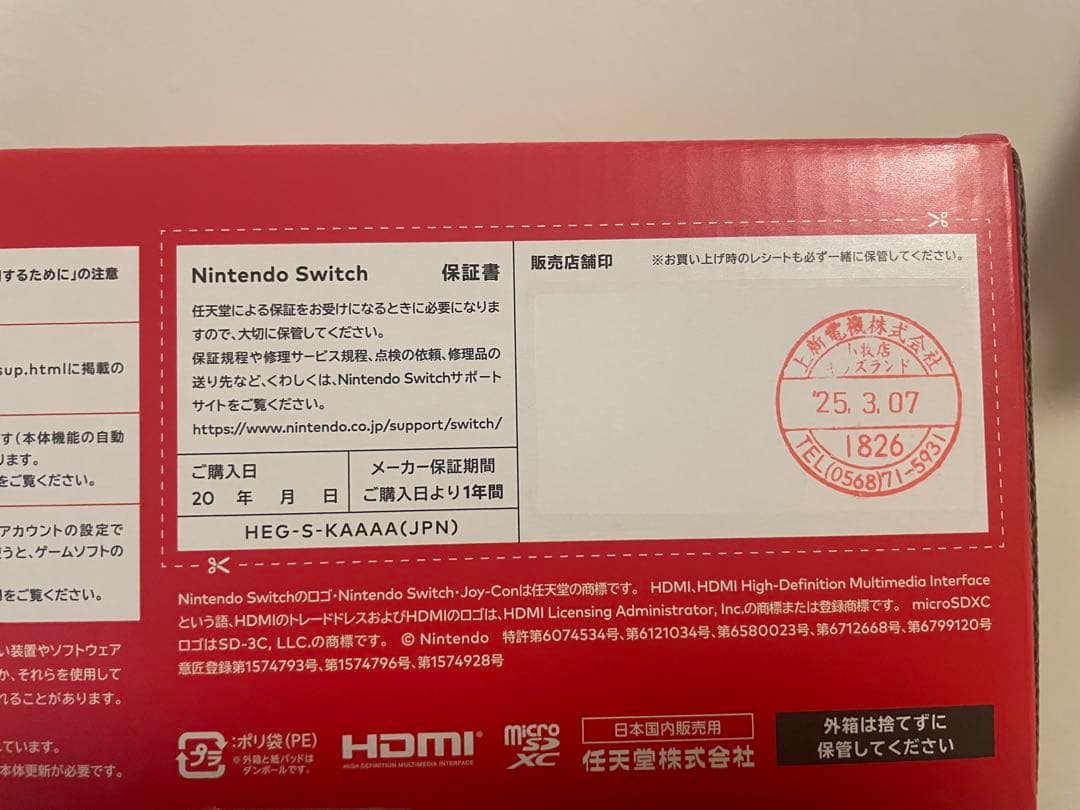 するために」の注意
sup.htmlに掲載の
す(本体機能の自動
ります。
をご覧ください。
アカウントの設定で
うと、ゲームソフトの
をご覧ください。
い装置やソフトウェア
か、それらを使用して
れることがあります。
しています。
本体更新が必要です。
Nintendo Switch 保証書
任天堂による保証をお受けになるときに必要になりま
すので、大切に保管してください。
保証規程や修理サービス規程、点検の依頼、修理品の
送り先など、くわしくは、Nintendo Switchサポート
サイトをご覧ください。
https://www.nintendo.co.jp/support/switch/
ご購入日
20 年 月 日
メーカー保証期間
ご購入日より1年間
HEG-S-KAAAA(JPN)
販売店舗印 ※お買い上げ時のレシートも必ず一緒に保管してください。
上新電機株式会社
牧店
ズランド
'25.3.07
1826
TEL(0568)71-5931
Nintendo Switchのロゴ・Nintendo Switch・Joy-Conは任天堂の商標です。 HDMI、HDMI High-Definition Multimedia Interface
という語、HDMIのトレードドレスおよびHDMIのロゴは、HDMI Licensing Administrator, Inc.の商標または登録商標です。 microSDXC
ロゴはSD-3C, LLC.の商標です。 © Nintendo 特許第6074534号、第6121034号、第6580023号、第6712668号、第6799120号
意匠登録第1574793号、第1574796号、第1574928号
プラ
:ポリ袋(PE)
※外箱と紙パッドは
ダンボールです。
HDMI®
HIGH-DEFINITION MULTIMEDIA INTERFACE
micro
SD
XC
日本国内販売用
任天堂株式会社
外箱は捨てずに
保管してください